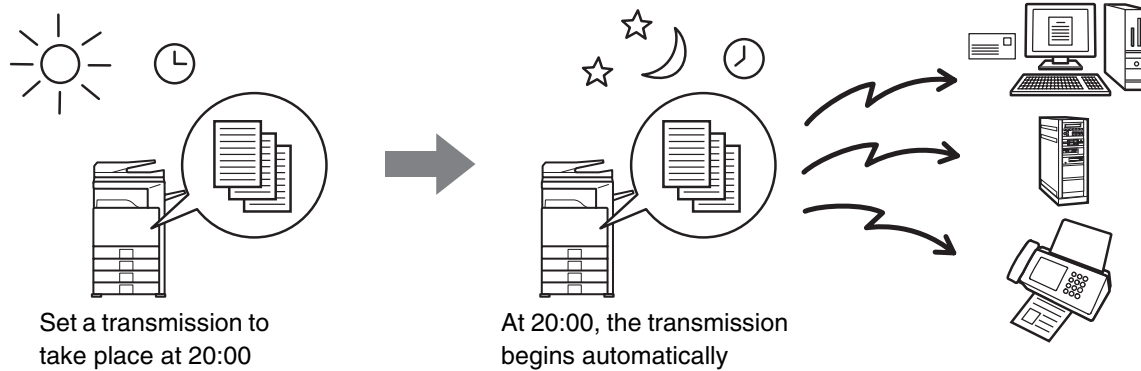 Set a transmission to
take place at 20:00
At 20:00, the transmission
begins automatically